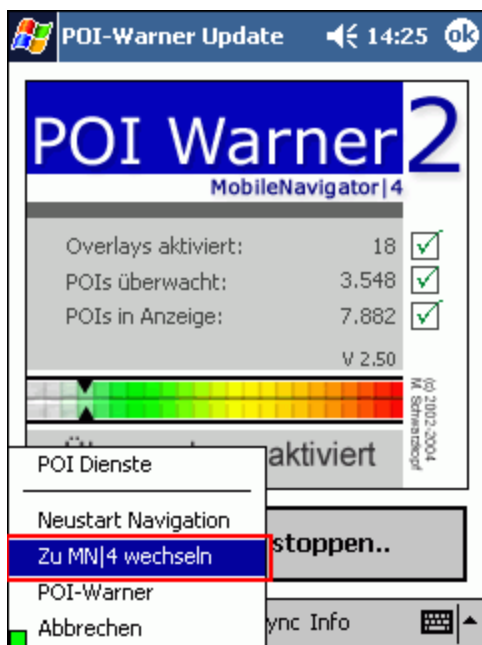 POI-Warner Update 14:25 ok
POI Warner 2
MobileNavigator|4
Overlays aktiviert: 18
POIs überwacht: 3.548
POIs in Anzeige: 7.882
V 2.50
(c) 2002-2004
M. Schwarzkopf
aktiviert
POI Dienste
Neustart Navigation
stoppen..
Zu MN|4 wechseln
POI-Warner
Abbrechen
ync Info